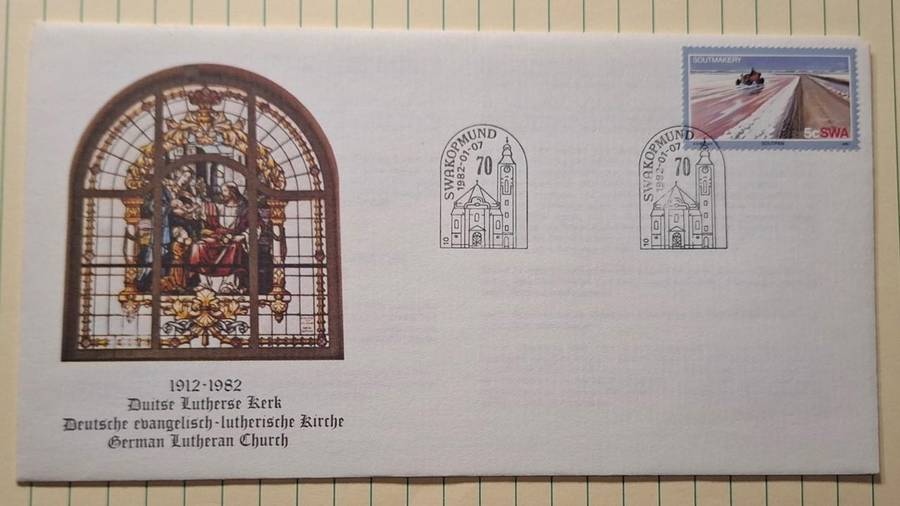 SOUTMAKERY
5c SWA
SOUTPAN
SWAKOPMUND
1982-01-07
70
10
SWAKOPMUND
1982-01-07
70
10
1912-1982
Duitse Lutherse Kerk
Deutsche evangelisch-lutherische Kirche
German Lutheran Church